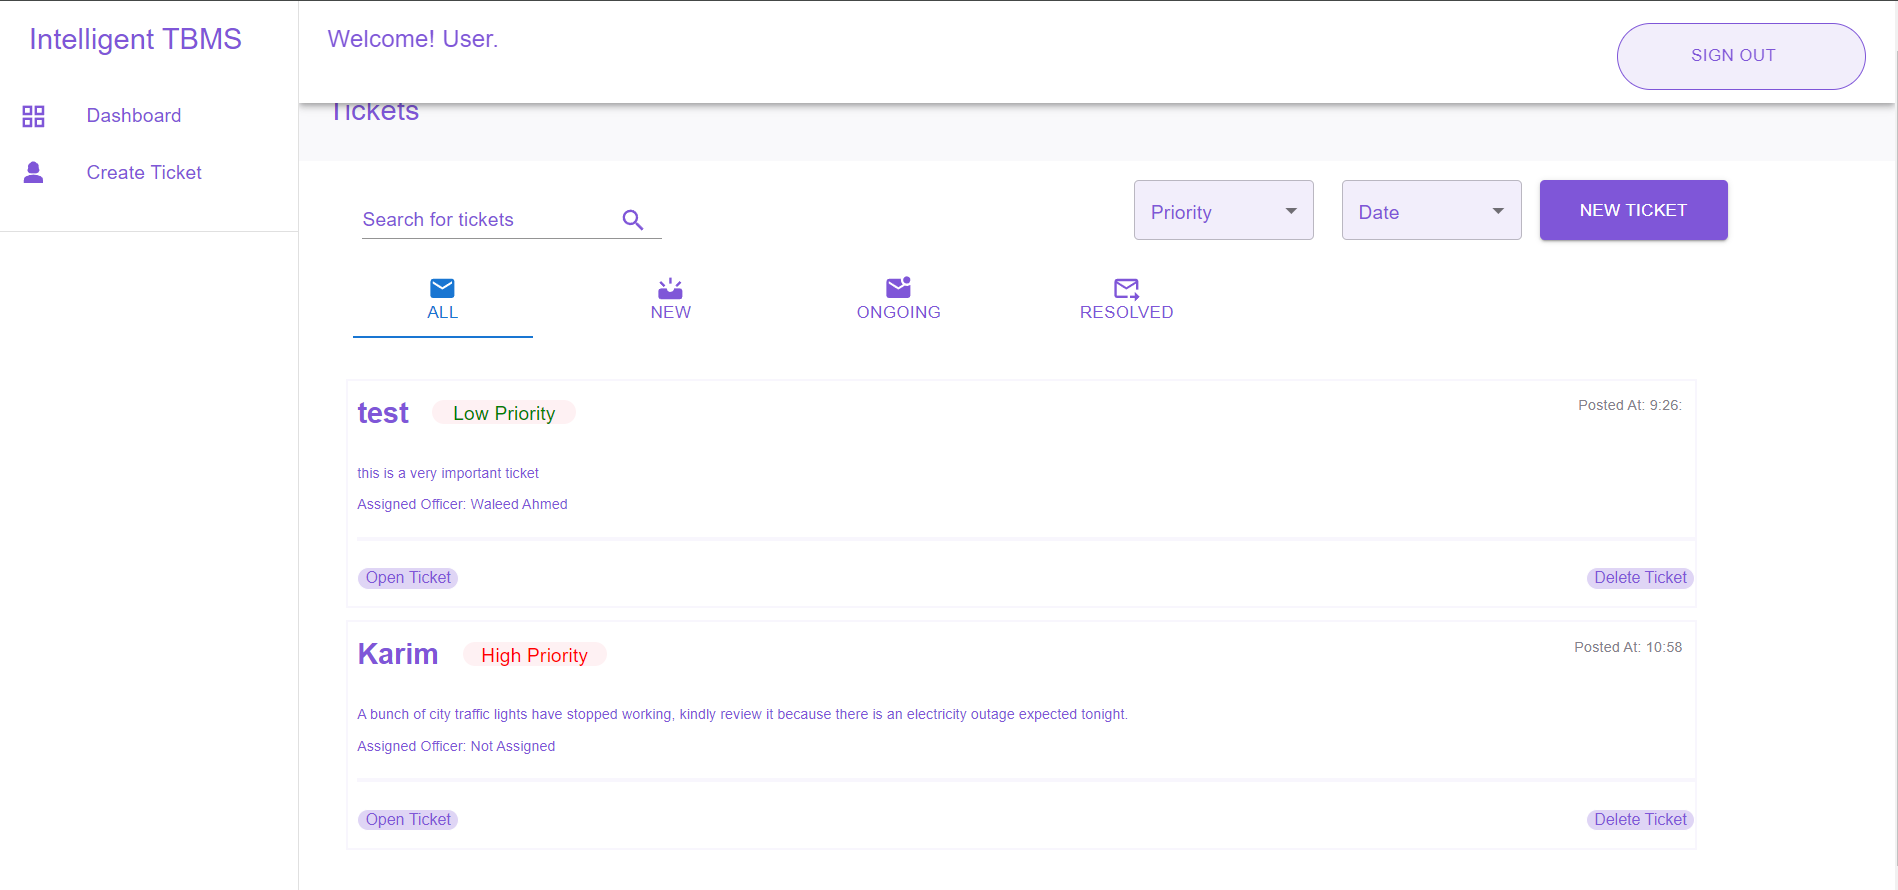 Intelligent TBMS
Welcome! User.
SIGN OUT
Dashboard
Create Ticket
Tickets
Search for tickets
Priority
Date
NEW TICKET
ALL
NEW
ONGOING
RESOLVED
test
Low Priority
Posted At: 9:26:
this is a very important ticket
Assigned Officer: Waleed Ahmed
Open Ticket
Delete Ticket
Karim
High Priority
Posted At: 10:58
A bunch of city traffic lights have stopped working, kindly review it because there is an electricity outage expected tonight.
Assigned Officer: Not Assigned
Open Ticket
Delete Ticket